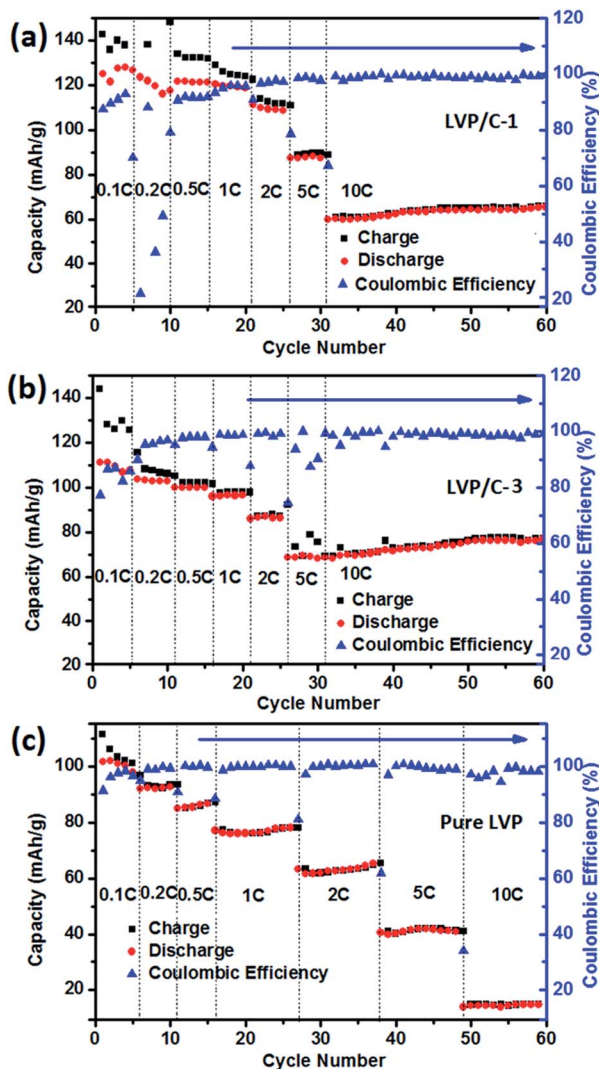 (a)
140
120
100
80
60
40
20
Capacity (mAh/g)
120
100
80
60
40
20
Coulombic Efficiency (%)
LVP/C-1
0.1C 0.2C 0.5C 1C 2C 5C 10C
Charge
Discharge
Coulombic Efficiency
0 10 20 30 40 50 60
Cycle Number
(b)
140
120
100
80
60
40
20
Capacity (mAh/g)
120
100
80
60
40
20
Coulombic Efficiency (%)
LVP/C-3
0.1C 0.2C 0.5C 1C 2C 5C 10C
Charge
Discharge
Coulombic Efficiency
0 10 20 30 40 50 60
Cycle Number
(c)
100
80
60
40
20
Capacity (mAh/g)
100
80
60
40
20
Coulombic Efficiency (%)
Pure LVP
0.1C 0.2C 0.5C 1C 2C 5C 10C
Charge
Discharge
Coulombic Efficiency
0 10 20 30 40 50 60
Cycle Number